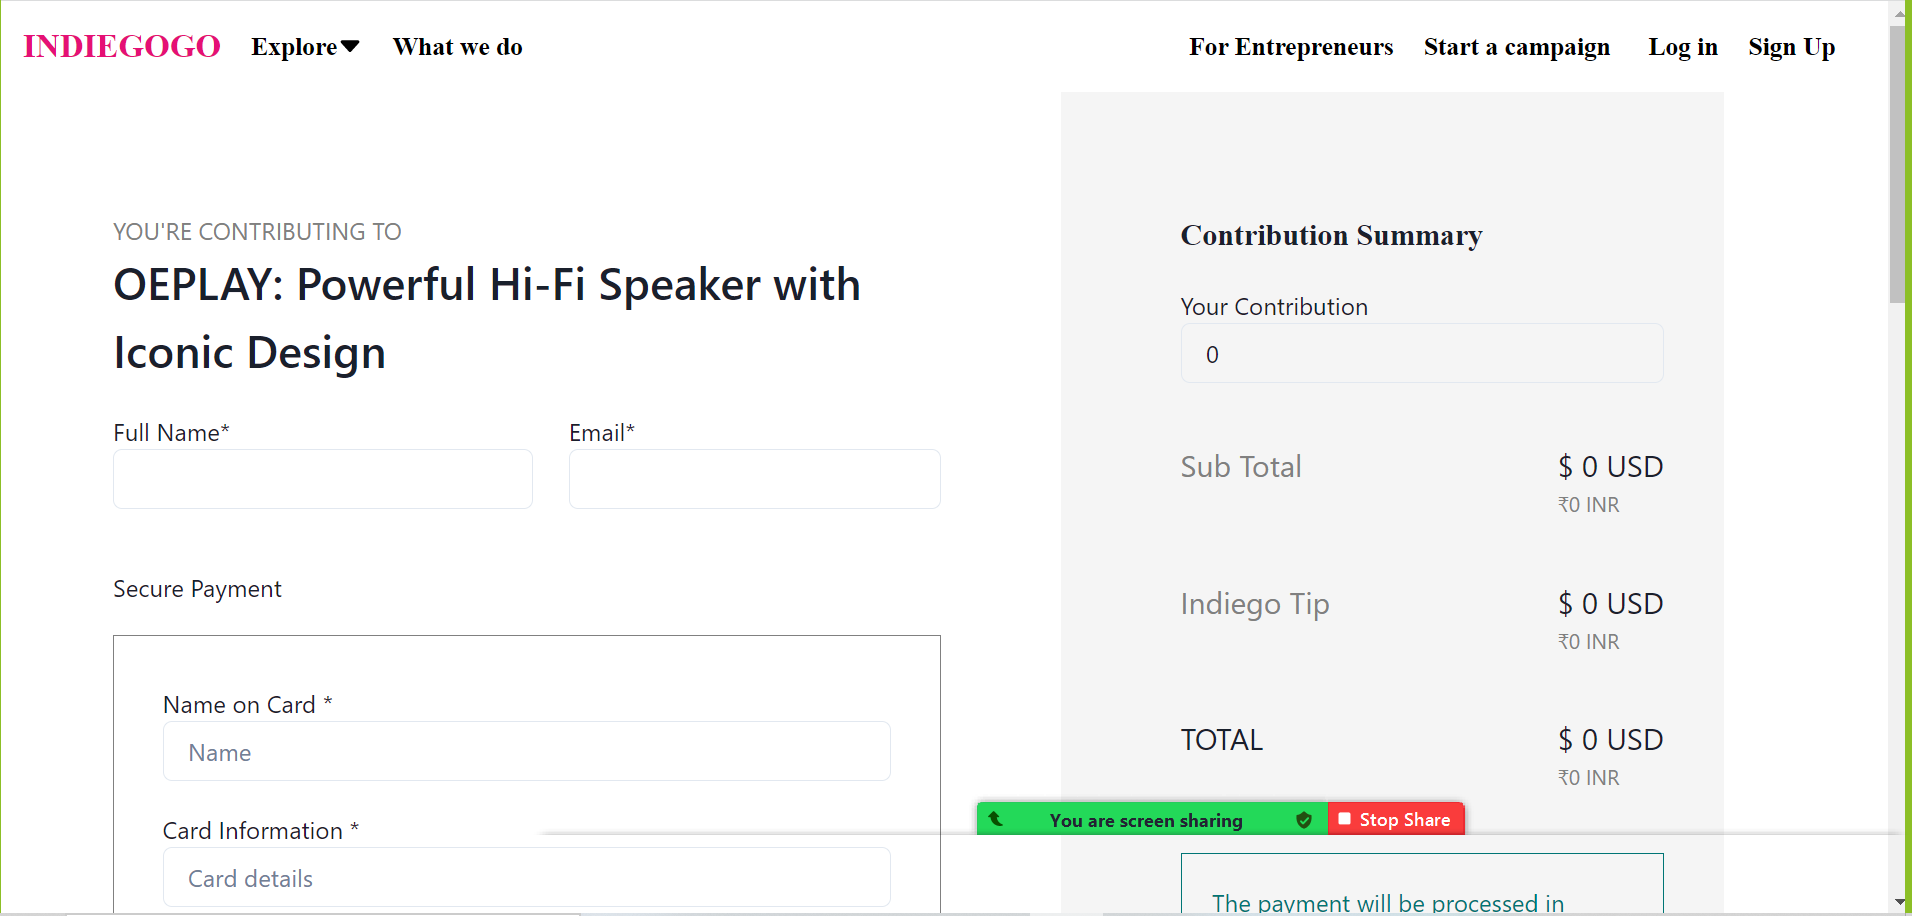 INDIEGOGO Explore What we do For Entrepreneurs Start a campaign Log in Sign Up
YOU'RE CONTRIBUTING TO
OEPLAY: Powerful Hi-Fi Speaker with
Iconic Design
Full Name* Email*
Secure Payment
Name on Card *
Name
Card Information *
Card details
Contribution Summary
Your Contribution
0
Sub Total $ 0 USD
₹0 INR
Indiego Tip $ 0 USD
₹0 INR
TOTAL $ 0 USD
₹0 INR
You are screen sharing Stop Share
The payment will be processed in